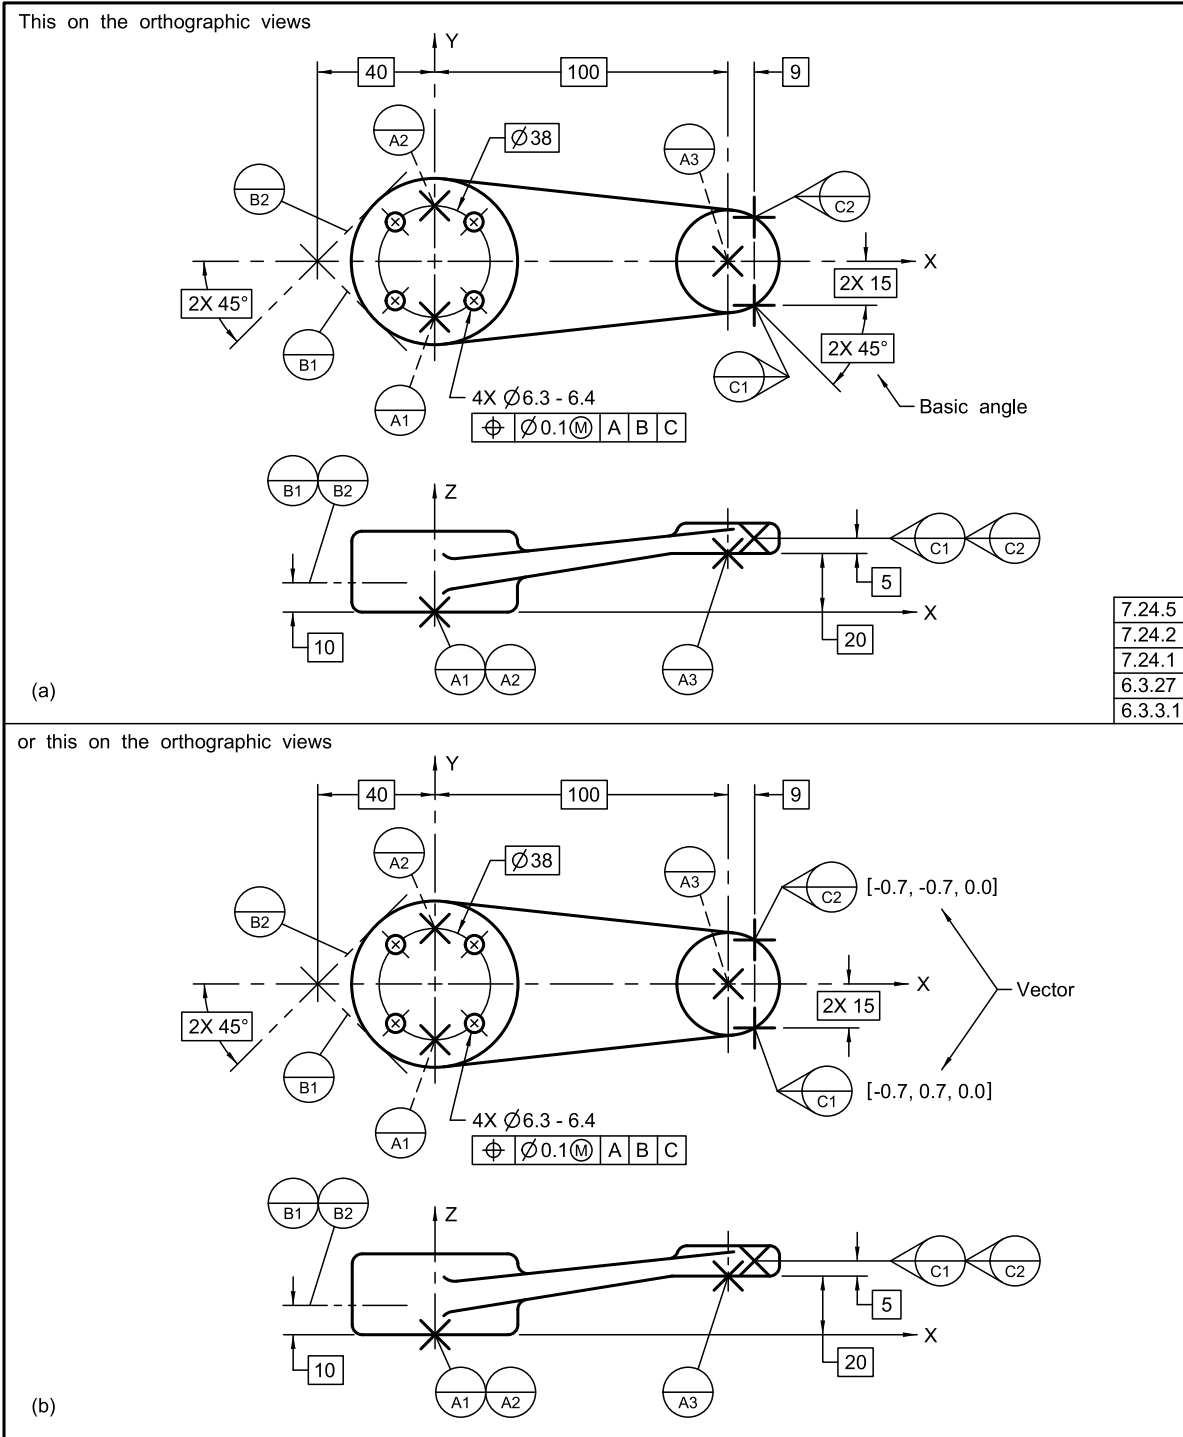 This on the orthographic views
Y
40
100
9
A2
Ø38
A3
B2
C2
X
2X 15
2X 45°
2X 45°
B1
C1
A1
4X Ø6.3 - 6.4
Basic angle
⌖ Ø0.1Ⓜ A B C
B1 B2
Z
C1 C2
5
X
10
20
A1 A2
A3
7.24.5
7.24.2
7.24.1
6.3.27
6.3.3.1
(a)
or this on the orthographic views
Y
40
100
9
A2
Ø38
A3
C2 [-0.7, -0.7, 0.0]
B2
X
Vector
2X 15
2X 45°
B1
C1 [-0.7, 0.7, 0.0]
A1
4X Ø6.3 - 6.4
⌖ Ø0.1Ⓜ A B C
B1 B2
Z
C1 C2
5
X
10
20
A1 A2
A3
(b)